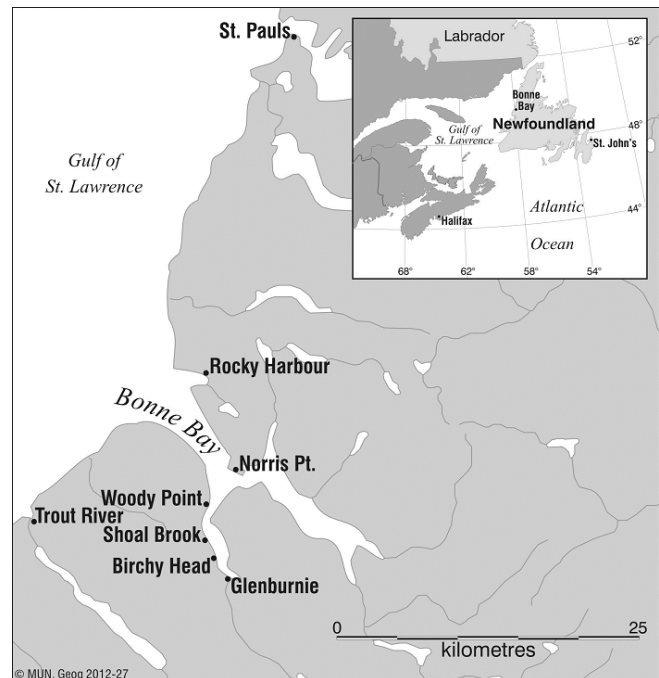 St. Pauls
Gulf of
St. Lawrence
Rocky Harbour
Bonne Bay
Norris Pt.
Woody Point
Trout River
Shoal Brook
Birchy Head
Glenburnie
0 25
kilometres
© MUN, Geog 2012-27
Labrador
52°
Bonne
Bay
Newfoundland
Gulf of
St. Lawrence
48°
St. John's
Atlantic
44°
Halifax
Ocean
68° 62° 58° 54°